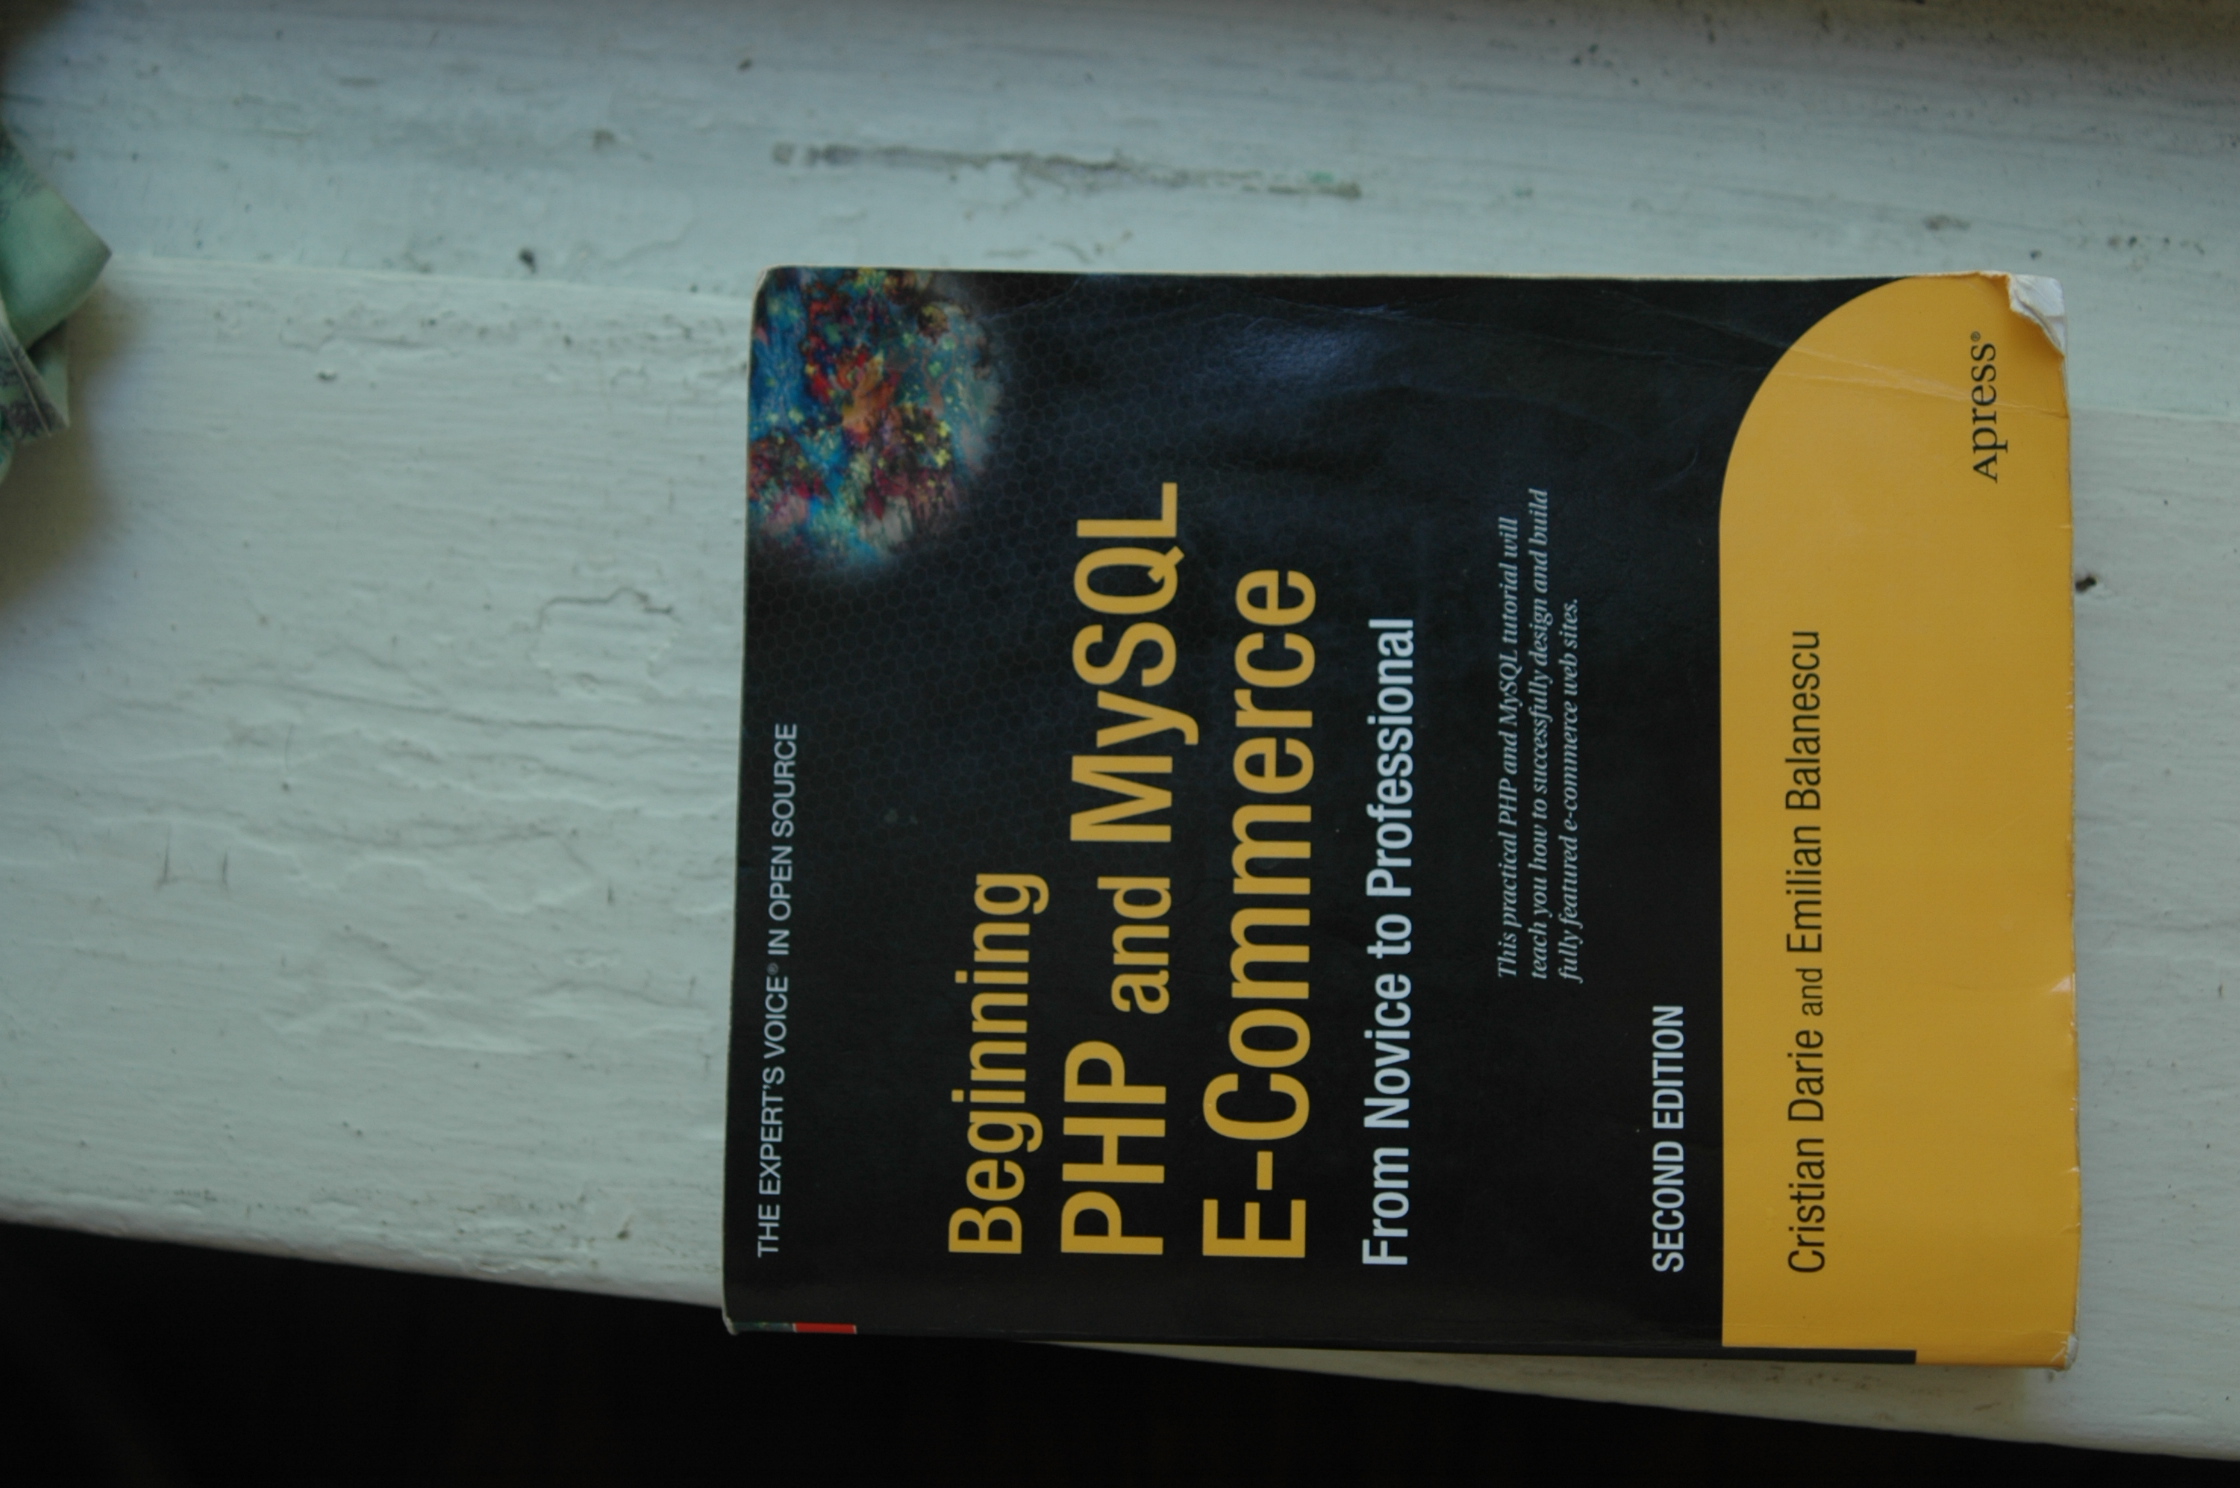 THE EXPERT'S VOICE® IN OPEN SOURCE
Beginning
PHP and MySQL
E-Commerce
From Novice to Professional
This practical PHP and MySQL tutorial will
teach you how to successfully design and build
fully featured e-commerce web sites.
SECOND EDITION
Cristian Darie and Emilian Balanescu
Apress®